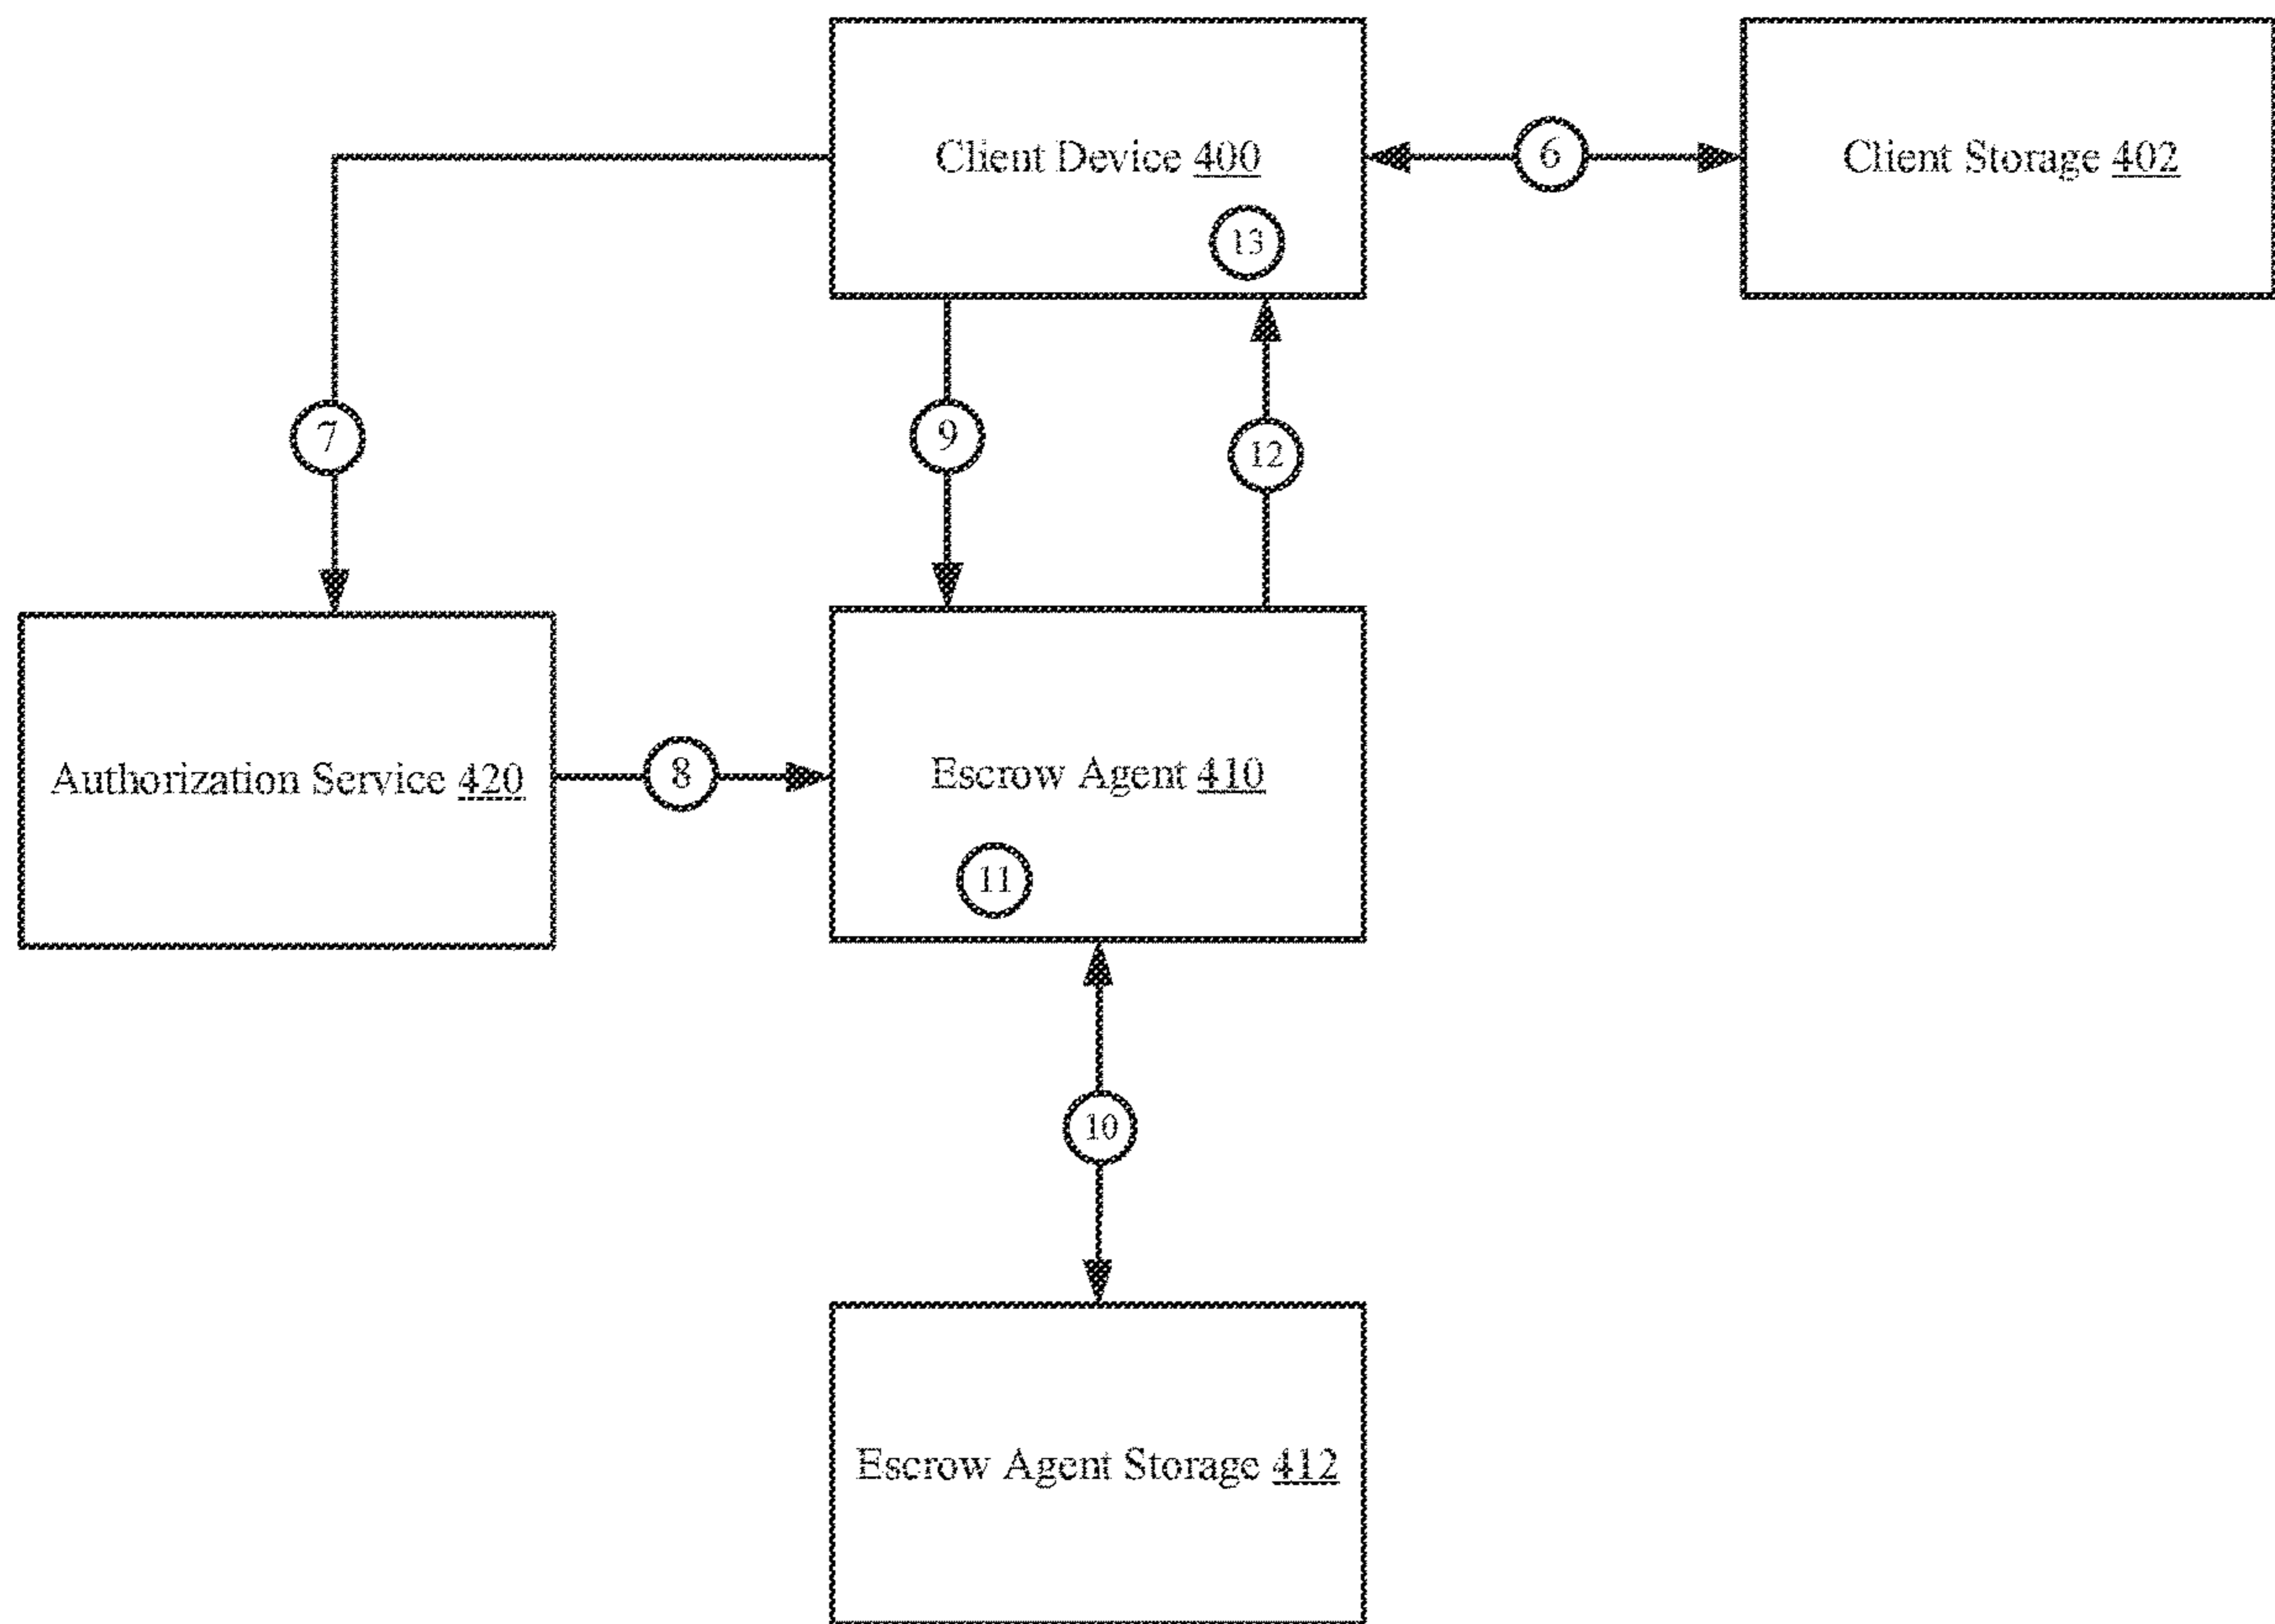 Client Device 400
6
Client Storage 402
13
7
9
12
Authorization Service 420
8
Escrow Agent 410
11
10
Escrow Agent Storage 412